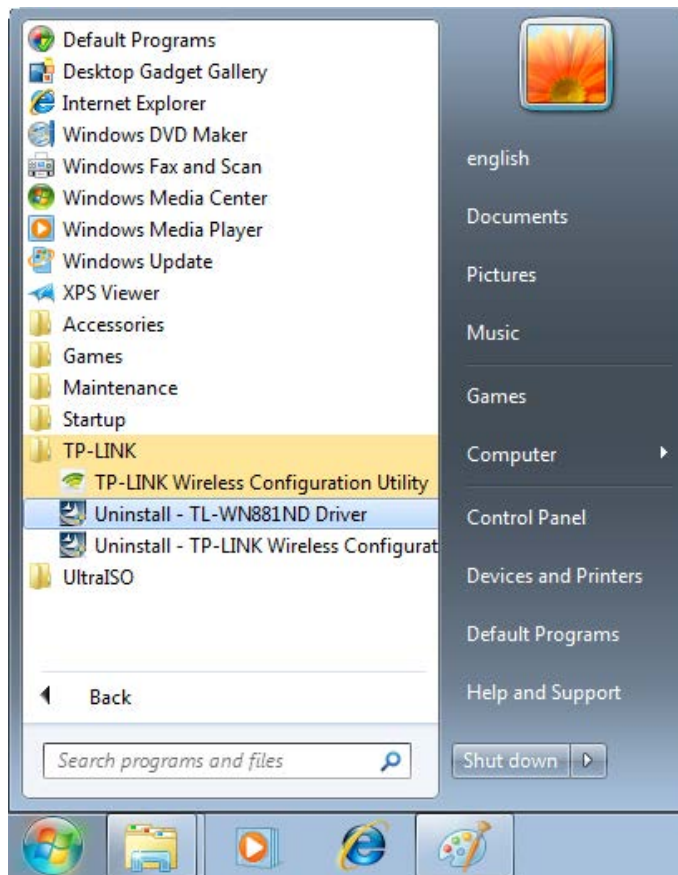 Default Programs
Desktop Gadget Gallery
Internet Explorer
Windows DVD Maker
Windows Fax and Scan
Windows Media Center
Windows Media Player
Windows Update
XPS Viewer
Accessories
Games
Maintenance
Startup
TP-LINK
TP-LINK Wireless Configuration Utility
Uninstall - TL-WN881ND Driver
Uninstall - TP-LINK Wireless Configurat
UltraISO
Back
Search programs and files
english
Documents
Pictures
Music
Games
Computer
Control Panel
Devices and Printers
Default Programs
Help and Support
Shut down